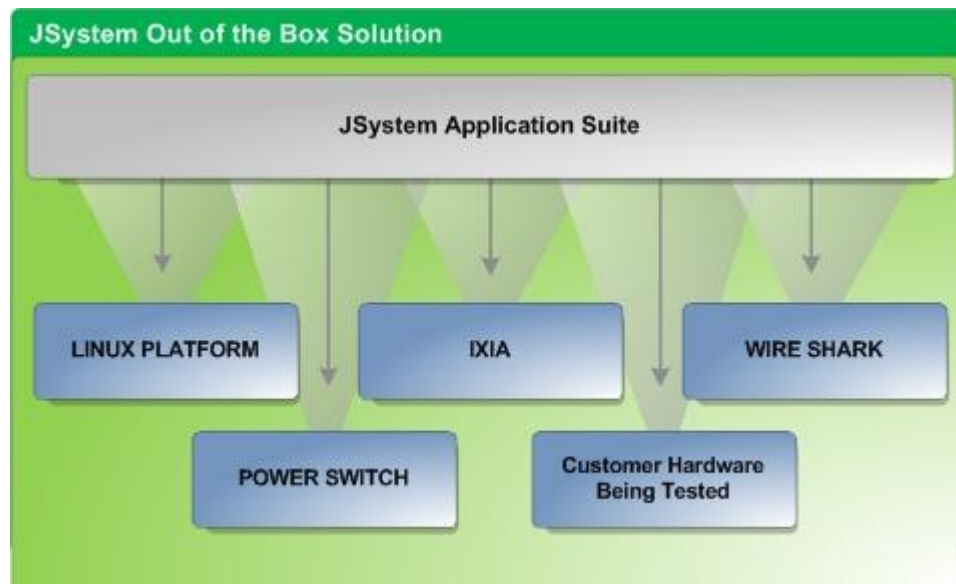 JSystem Out of the Box Solution
JSystem Application Suite
LINUX PLATFORM
IXIA
WIRE SHARK
POWER SWITCH
Customer Hardware
Being Tested